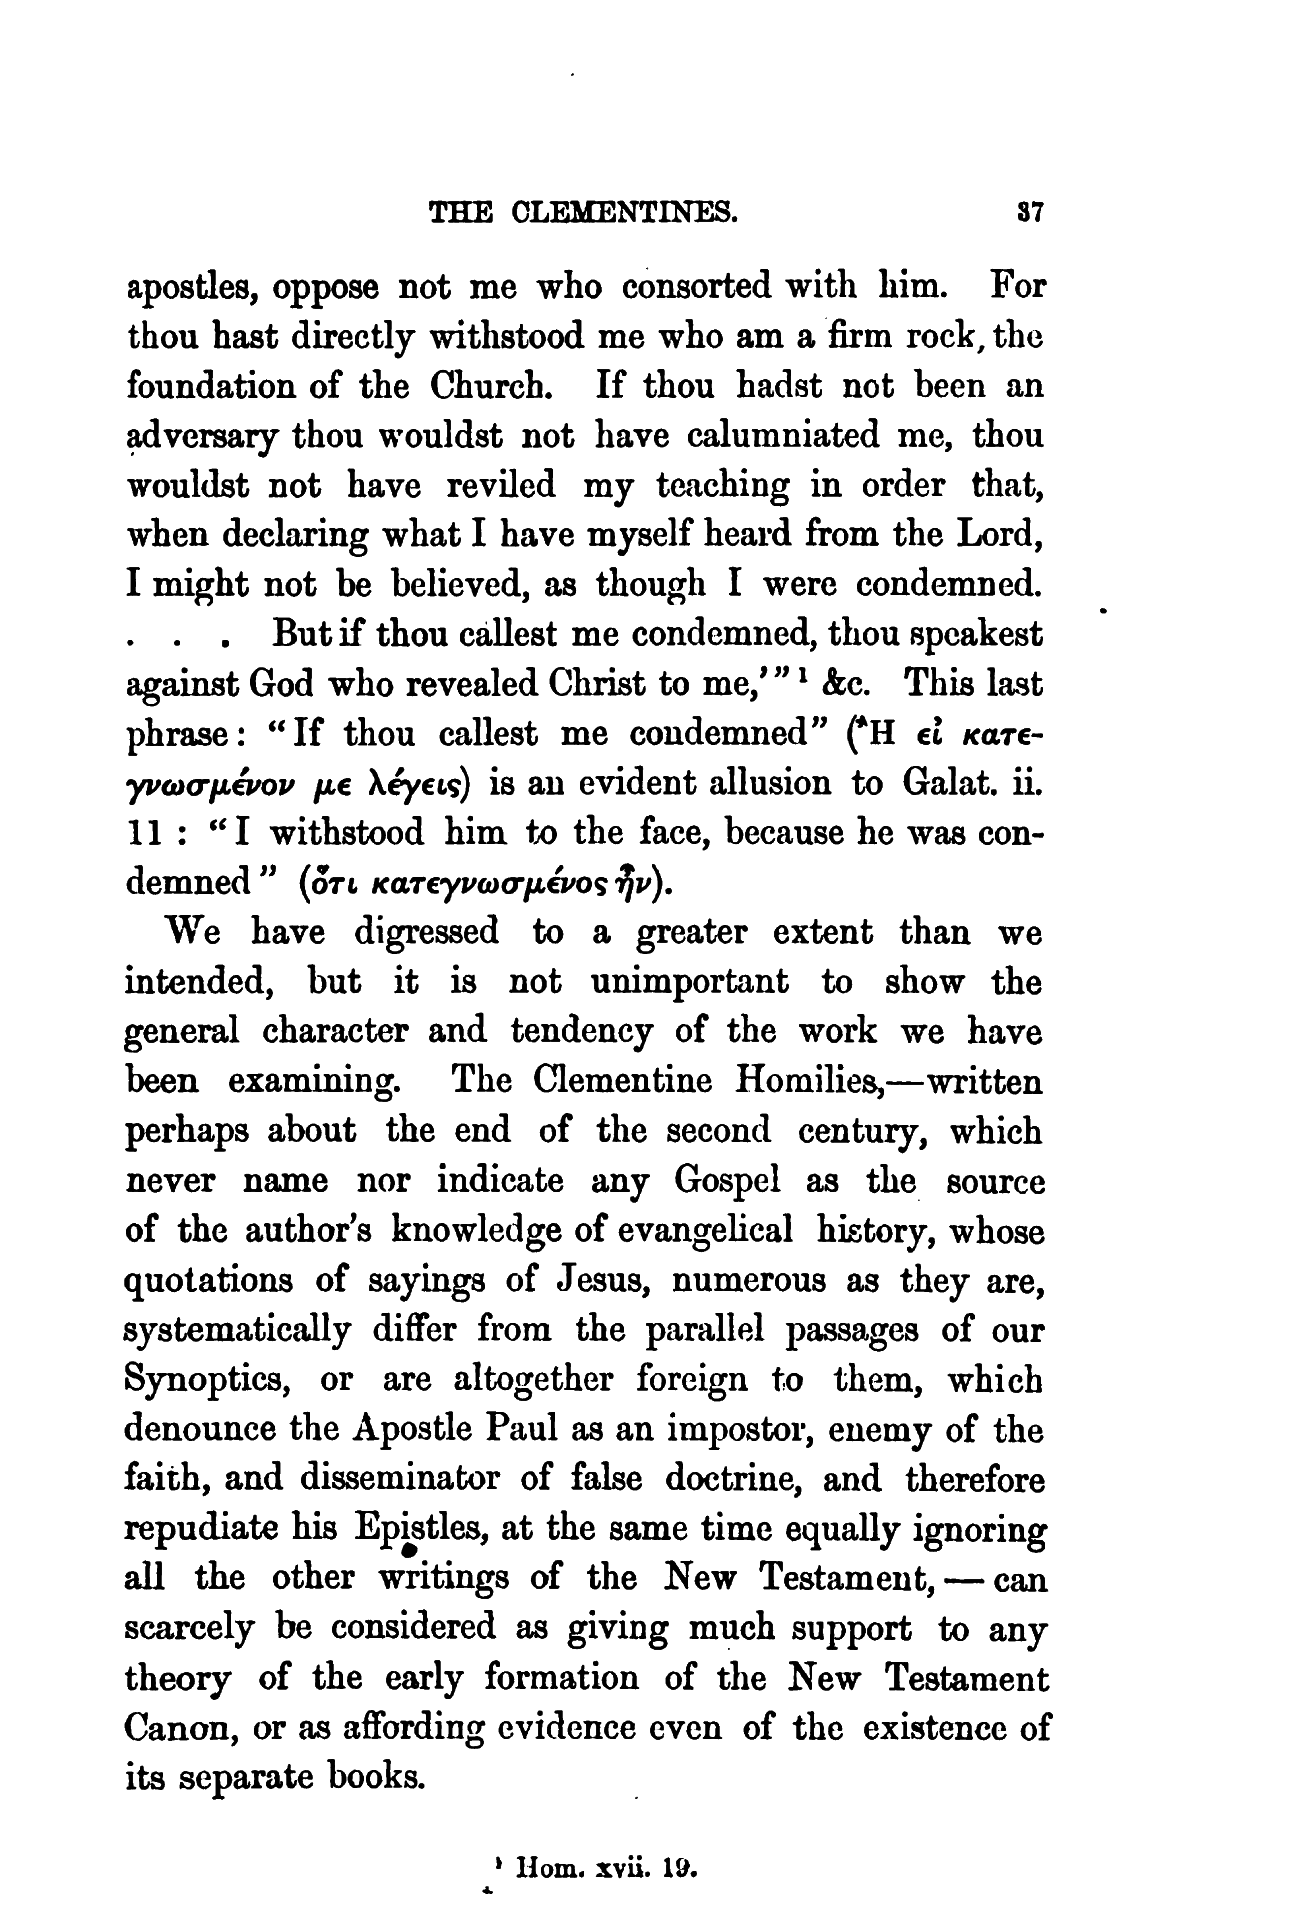 THE CLEMENTINES. 37
apostles, oppose not me who consorted with him. For
thou hast directly withstood me who am a firm rock, the
foundation of the Church. If thou hadst not been an
adversary thou wouldst not have calumniated me, thou
wouldst not have reviled my teaching in order that,
when declaring what I have myself heard from the Lord,
I might not be believed, as though I were condemned.
. . . But if thou callest me condemned, thou speakest
against God who revealed Christ to me,’” ¹ &c. This last
phrase: “If thou callest me condemned” (Ἢ εἰ κατε-
γνωσμένον με λέγεις) is an evident allusion to Galat. ii.
11 : “I withstood him to the face, because he was con-
demned” (ὅτι κατεγνωσμένος ἦν).
We have digressed to a greater extent than we
intended, but it is not unimportant to show the
general character and tendency of the work we have
been examining. The Clementine Homilies,—written
perhaps about the end of the second century, which
never name nor indicate any Gospel as the source
of the author’s knowledge of evangelical history, whose
quotations of sayings of Jesus, numerous as they are,
systematically differ from the parallel passages of our
Synoptics, or are altogether foreign to them, which
denounce the Apostle Paul as an impostor, enemy of the
faith, and disseminator of false doctrine, and therefore
repudiate his Epistles, at the same time equally ignoring
all the other writings of the New Testament,—can
scarcely be considered as giving much support to any
theory of the early formation of the New Testament
Canon, or as affording evidence even of the existence of
its separate books.
¹ Hom. xvii. 19.